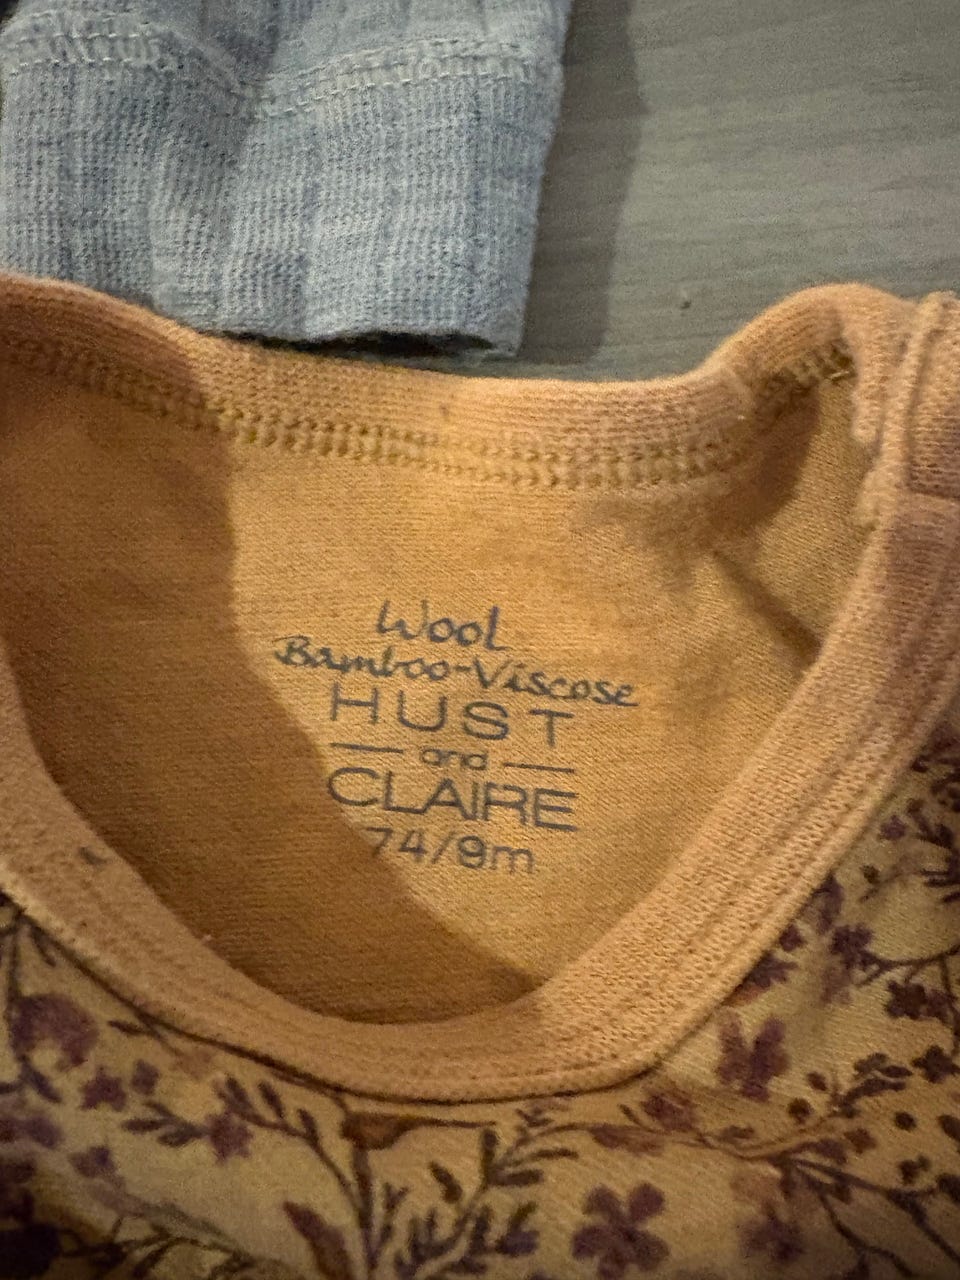 Wool
Bamboo-Viscose
HUST
and
CLAIRE
74/9m